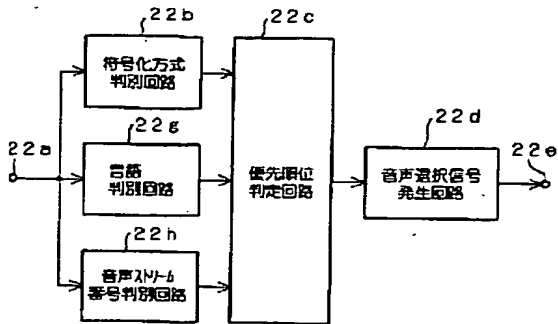 22b
22c
符号化方式
判別回路
22g
22d
22a
22e
言語
判別回路
優先順位
判定回路
音声選択信号
発生回路
22h
音声ストリーム
番号判別回路